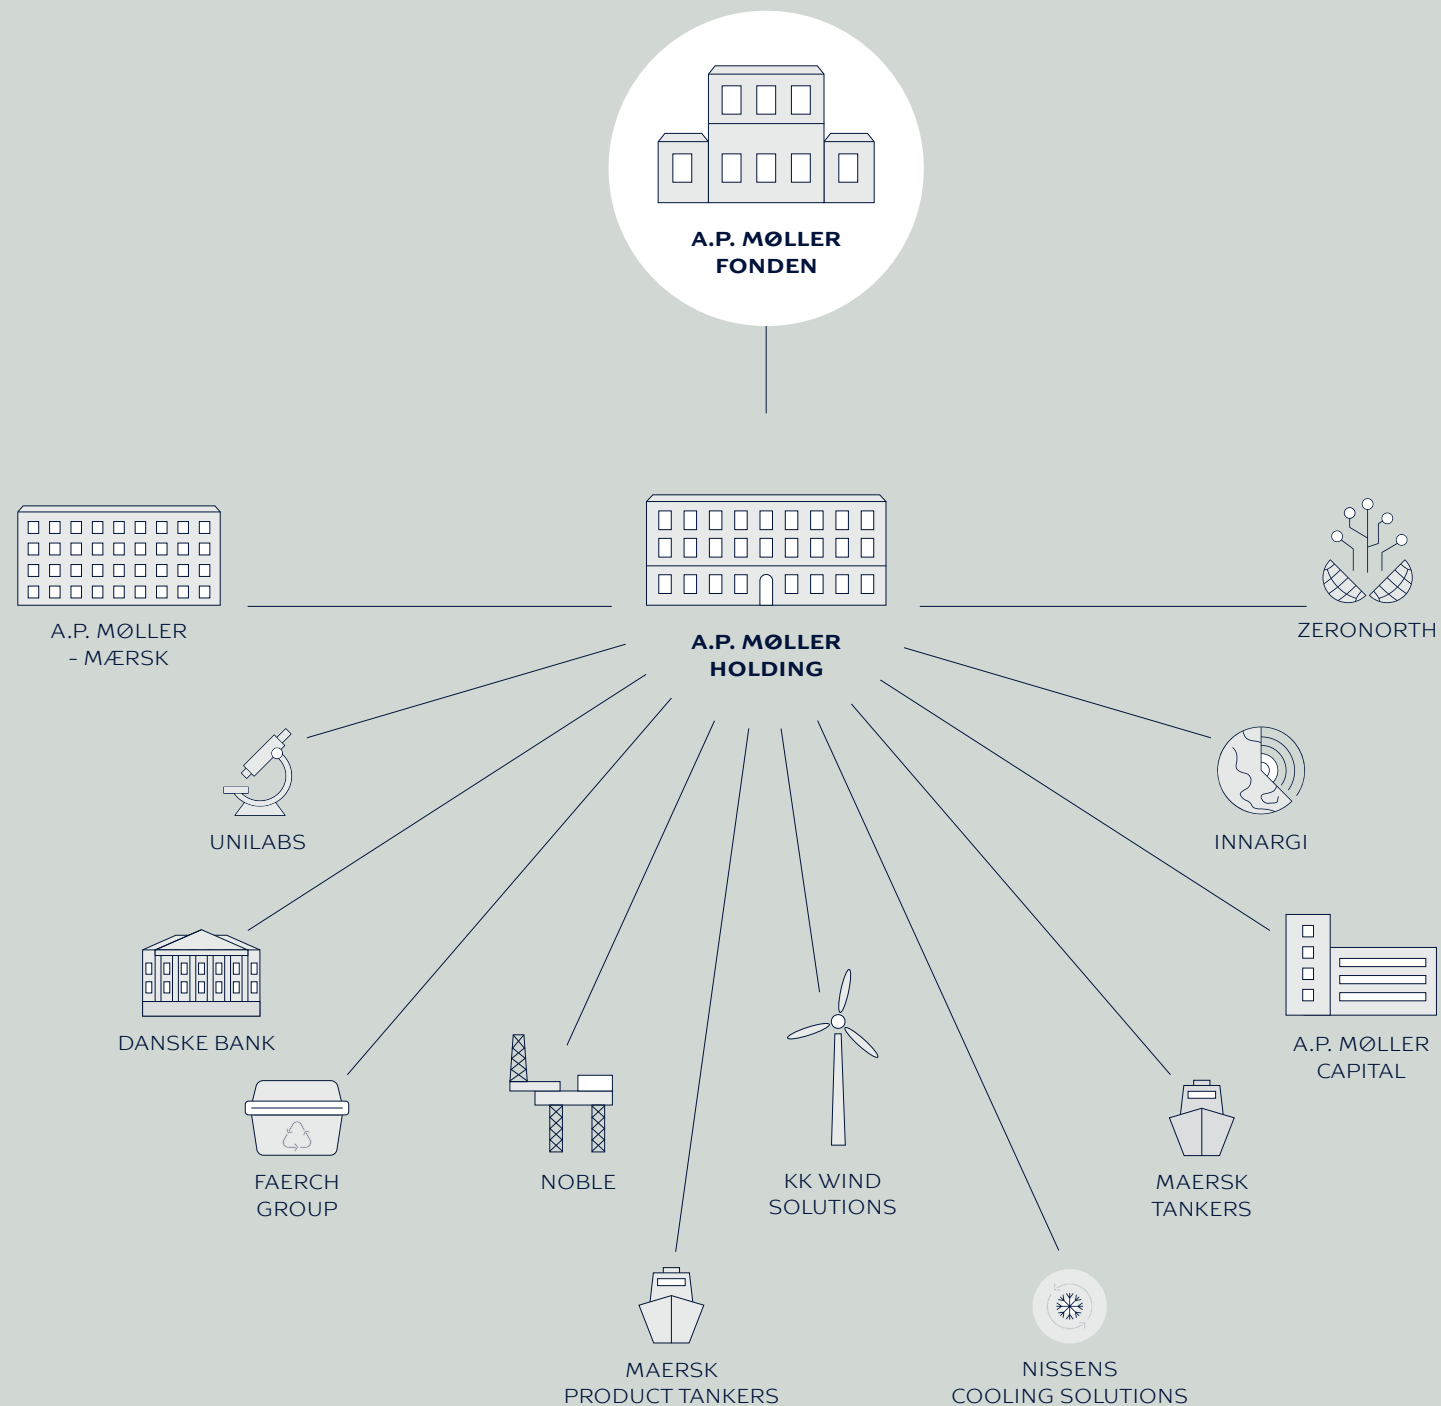 A.P. MØLLER
FONDEN
A.P. MØLLER
- MÆRSK
A.P. MØLLER
HOLDING
ZERONORTH
UNILABS
INNARGI
DANSKE BANK
A.P. MØLLER
CAPITAL
FAERCH
GROUP
NOBLE
KK WIND
SOLUTIONS
MAERSK
TANKERS
MAERSK
PRODUCT TANKERS
NISSENS
COOLING SOLUTIONS